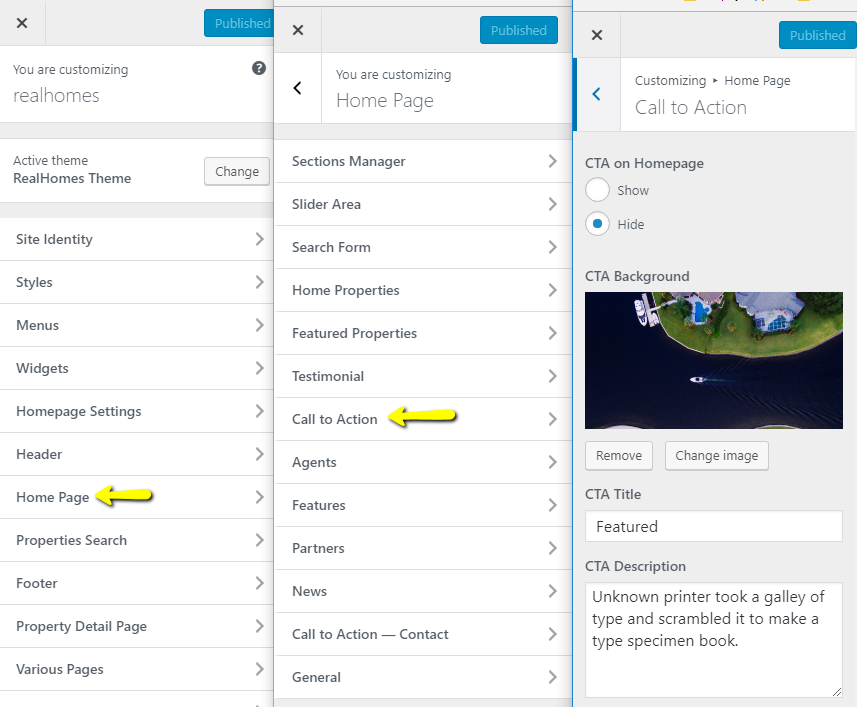 Published
You are customizing
realhomes
Active theme
RealHomes Theme
Change
Site Identity
Styles
Menus
Widgets
Homepage Settings
Header
Home Page
Properties Search
Footer
Property Detail Page
Various Pages
Published
You are customizing
Home Page
Sections Manager
Slider Area
Search Form
Home Properties
Featured Properties
Testimonial
Call to Action
Agents
Features
Partners
News
Call to Action — Contact
General
Published
Customizing ▸ Home Page
Call to Action
CTA on Homepage
Show
Hide
CTA Background
Remove
Change image
CTA Title
Featured
CTA Description
Unknown printer took a galley of
type and scrambled it to make a
type specimen book.